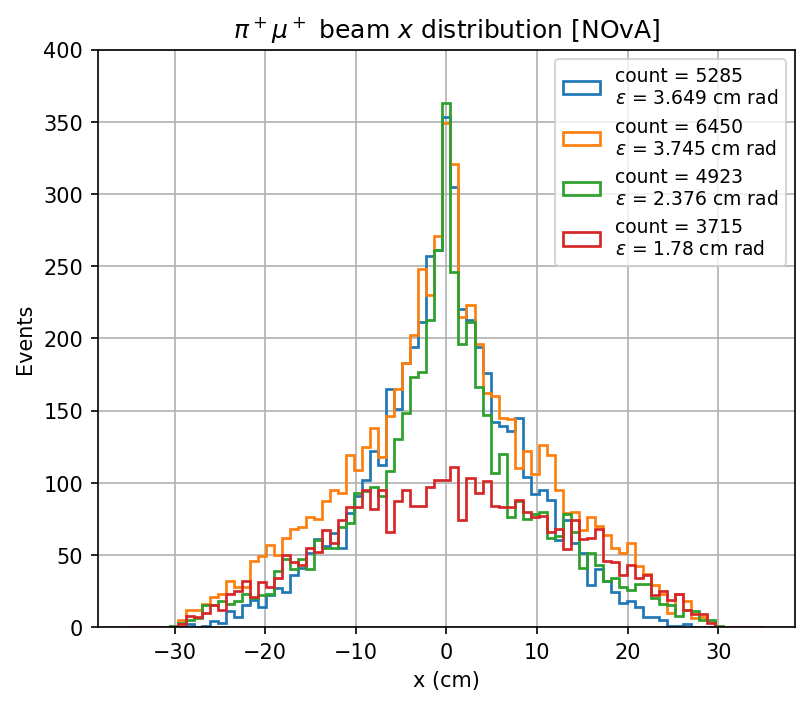 π⁺μ⁺ beam x distribution [NOvA]
400
350
300
250
200
150
100
50
0
Events
count = 5285
ε = 3.649 cm rad
count = 6450
ε = 3.745 cm rad
count = 4923
ε = 2.376 cm rad
count = 3715
ε = 1.78 cm rad
−30 −20 −10 0 10 20 30
x (cm)